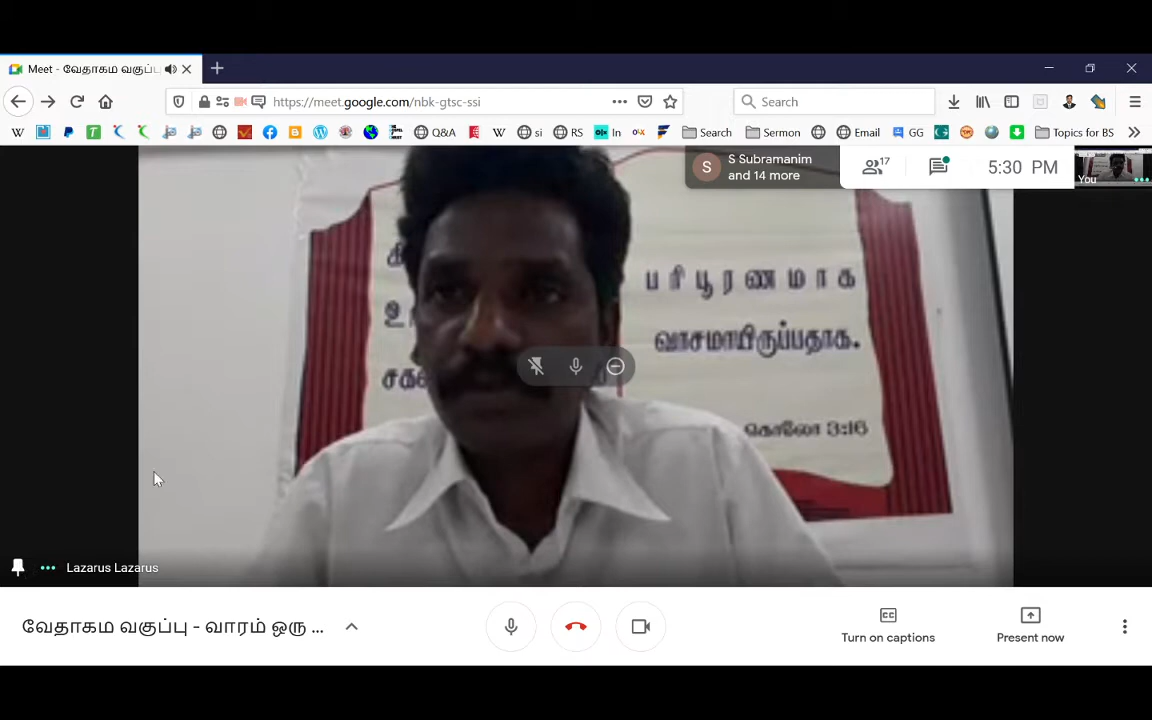 Meet - வேதாகம வகுப்பு
https://meet.google.com/nbk-gtsc-ssi
Search
Q&A
si
RS
In
Search
Sermon
Email
GG
Topics for BS
S Subramanim
and 14 more
17
5:30 PM
You
பரிபூரணமாக
வாசமாயிருப்பதாக.
கொலோ 3:16
Lazarus Lazarus
வேதாகம வகுப்பு - வாரம் ஒரு ...
Turn on captions
Present now